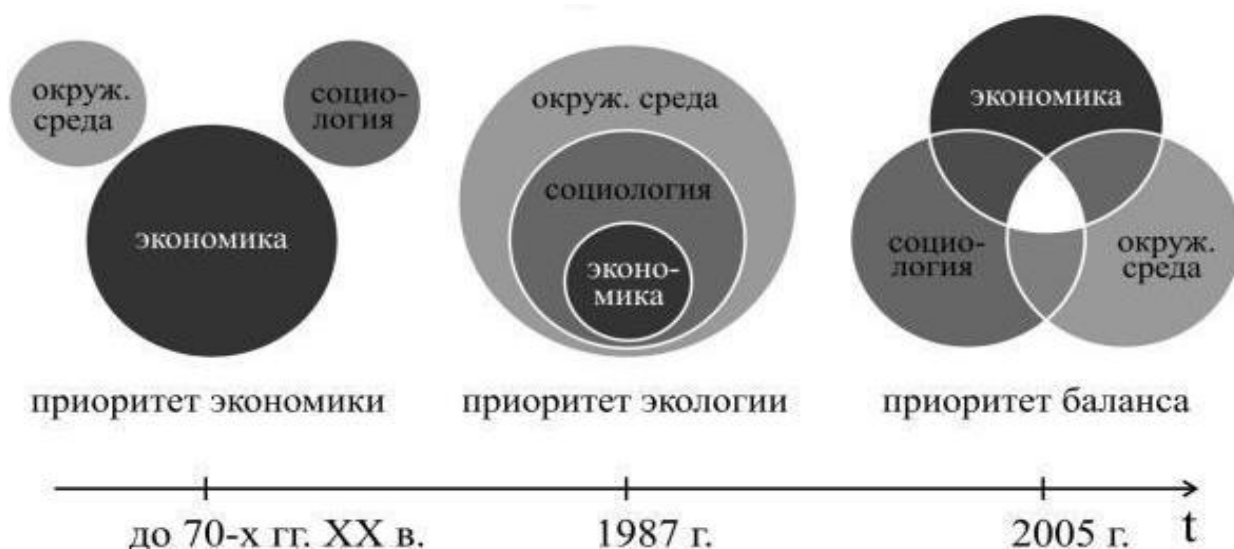 окруж.
среда
социо-
логия
экономика
приоритет экономики
окруж. среда
социология
эконо-
мика
приоритет экологии
экономика
социо-
логия
окруж.
среда
приоритет баланса
до 70-х гг. XX в.
1987 г.
2005 г.
t